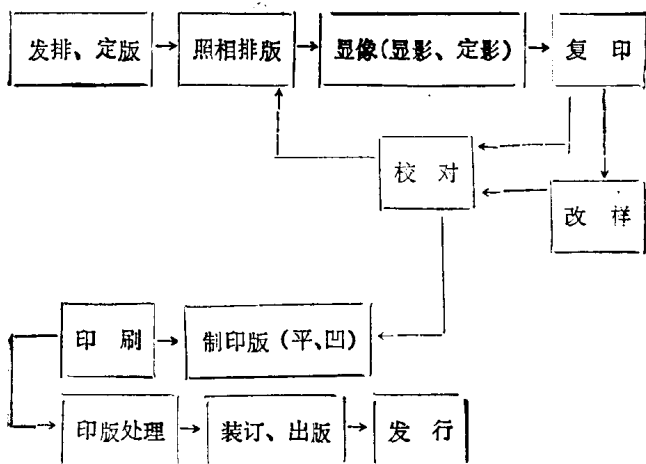 发排、定版 照相排版 显像(显影、定影) 复 印
校 对
改 样
印 刷 制印版(平、凹)
印版处理 装订、出版 发 行